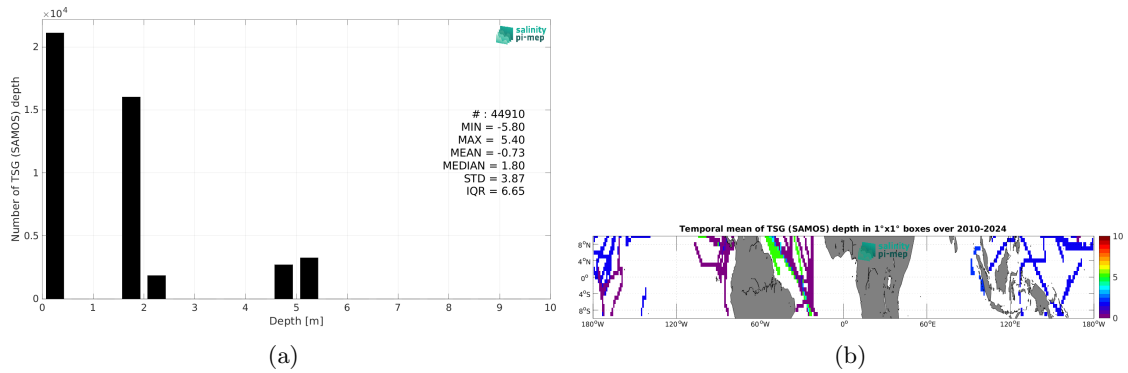 ×10⁴
2
1.5
1
0.5
0
Number of TSG (SAMOS) depth
salinity
pi-mep
# : 44910
MIN = -5.80
MAX = 5.40
MEAN = -0.73
MEDIAN = 1.80
STD = 3.87
IQR = 6.65
0 1 2 3 4 5 6 7 8 9 10
Depth [m]
(a)
Temporal mean of TSG (SAMOS) depth in 1°x1° boxes over 2010-2024
salinity
pi-mep
8°N
4°N
0°
4°S
8°S
180°W 120°W 60°W 0° 60°E 120°E 180°W
10
5
0
(b)